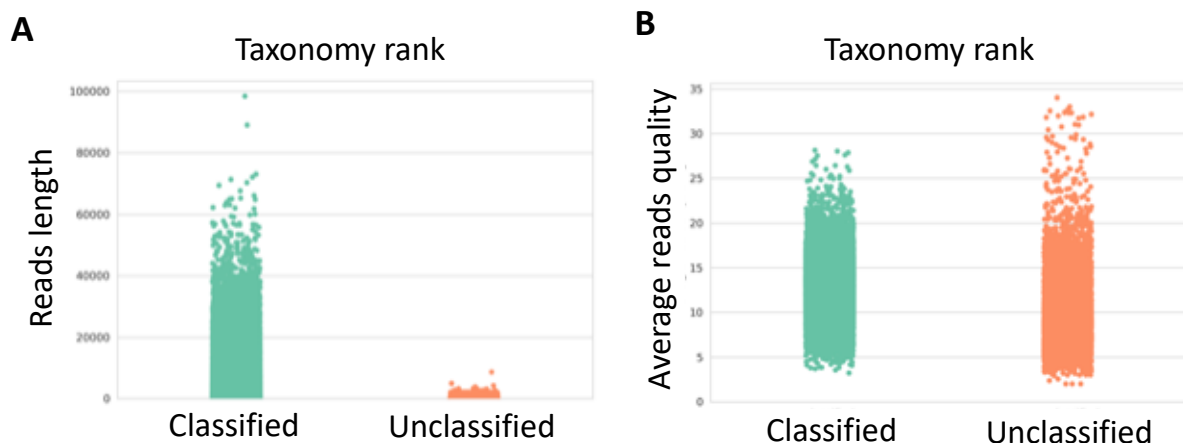 A
Taxonomy rank
Reads length
100000
80000
60000
40000
20000
0
Classified
Unclassified
B
Taxonomy rank
Average reads quality
35
30
25
20
15
10
5
0
Classified
Unclassified